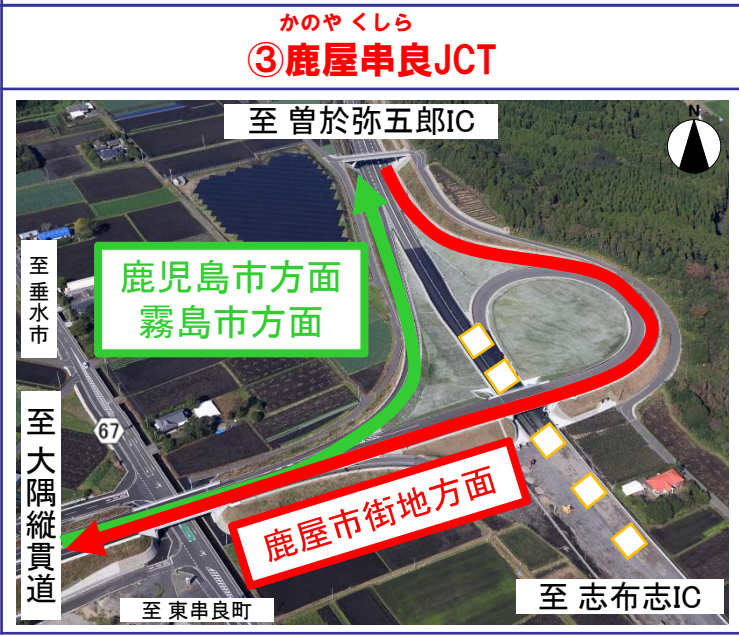 かのや くしら
③鹿屋串良JCT
至 曽於弥五郎IC
N
至 垂水市
鹿児島市方面
霧島市方面
67
至 大隅縦貫道
鹿屋市街地方面
至 東串良町
至 志布志IC